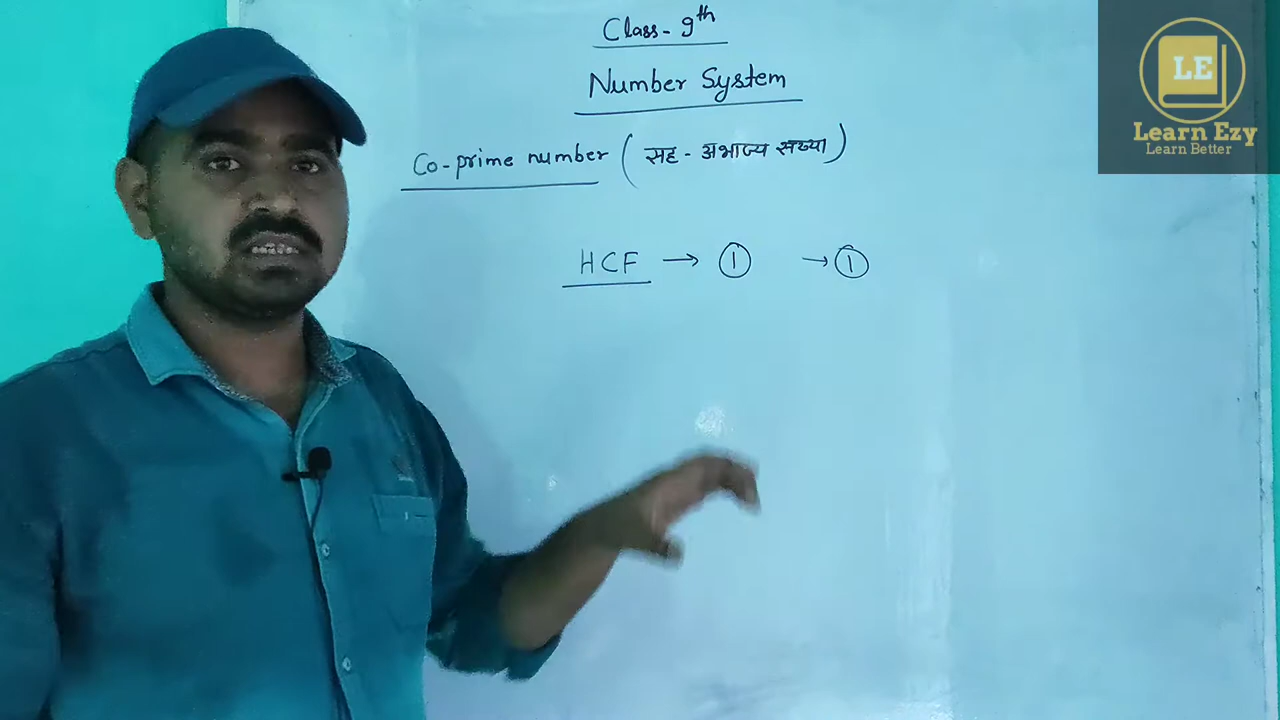 Class - 9th
Number System
Co-prime number ( सह - अभाज्य संख्या )
HCF → 1 → 1
LE
Learn Ezy
Learn Better